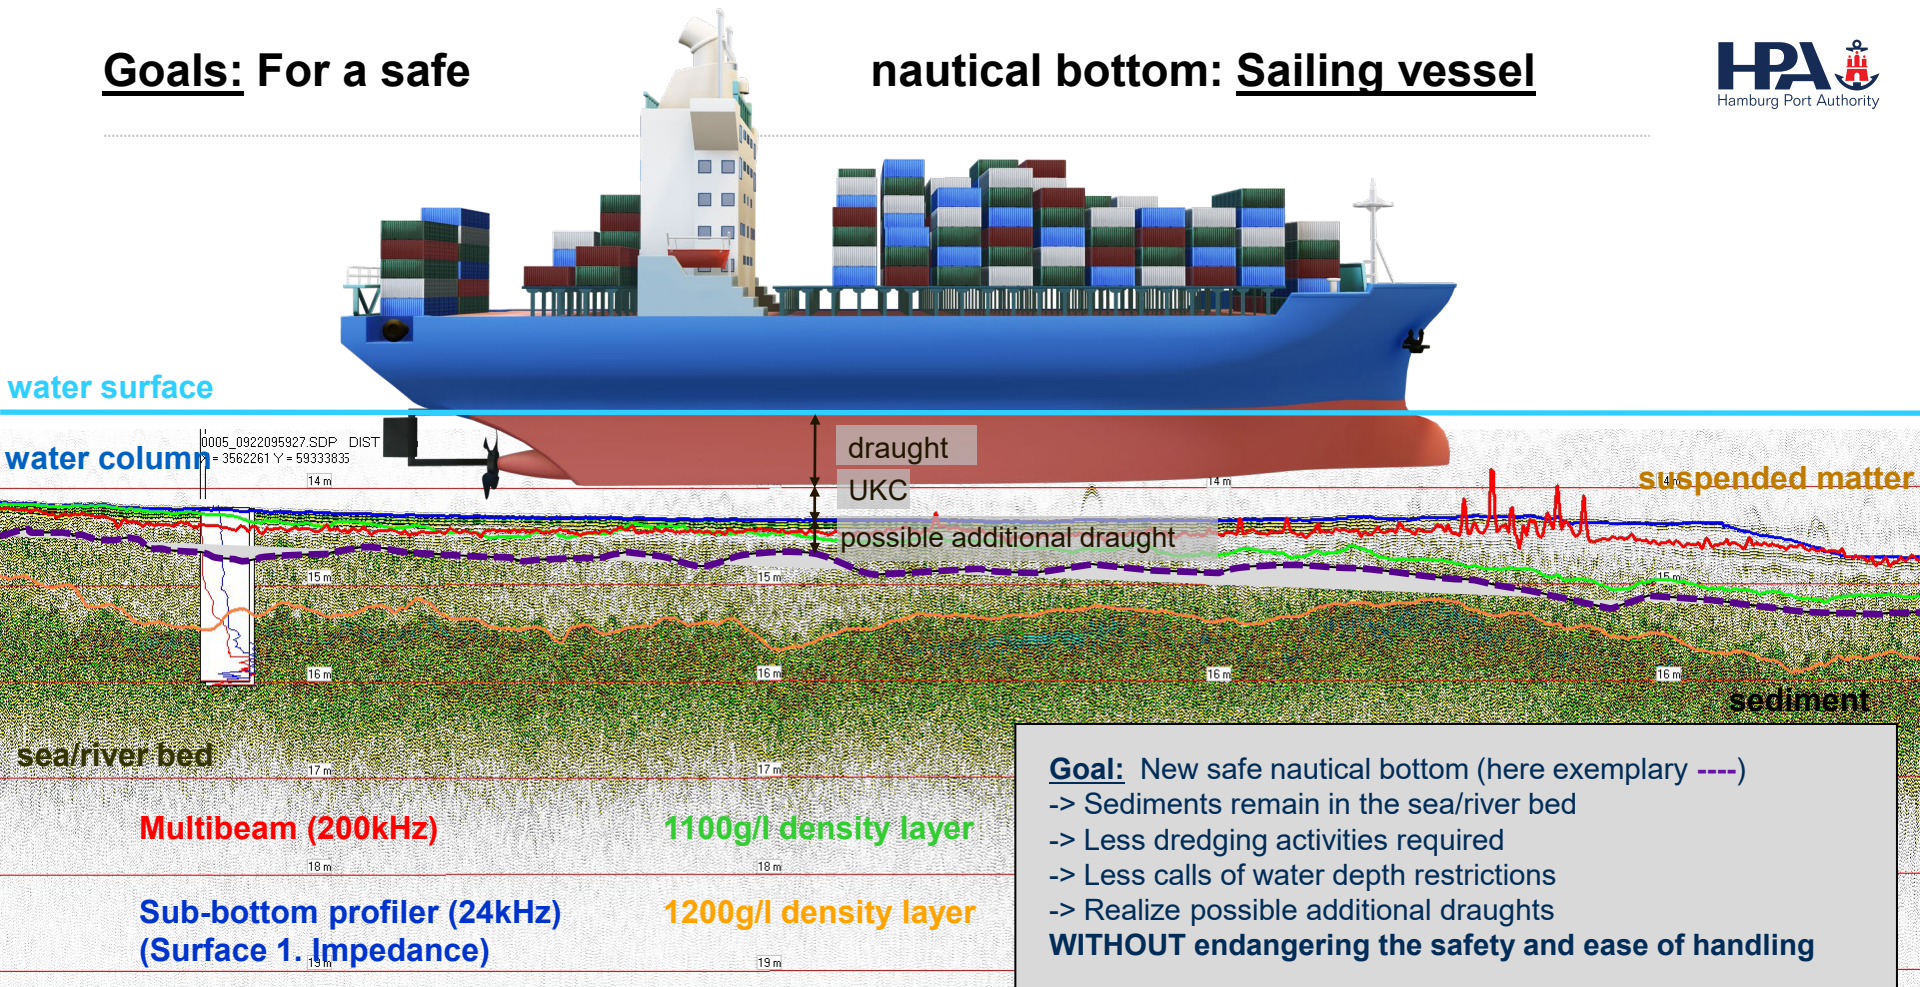 Goals: For a safe nautical bottom: Sailing vessel
HPA
Hamburg Port Authority
water surface
0005_0922095927.SDP DIST
= 3562261 Y = 59333835
water column
draught
UKC
possible additional draught
suspended matter
14 m
14 m
15 m
15 m
15 m
16 m
16 m
16 m
16 m
sediment
sea/river bed
17 m
17 m
Multibeam (200kHz)
1100g/l density layer
18 m
18 m
Sub-bottom profiler (24kHz)
(Surface 1. Impedance)
1200g/l density layer
19 m
19 m
Goal: New safe nautical bottom (here exemplary ----)
-> Sediments remain in the sea/river bed
-> Less dredging activities required
-> Less calls of water depth restrictions
-> Realize possible additional draughts
WITHOUT endangering the safety and ease of handling